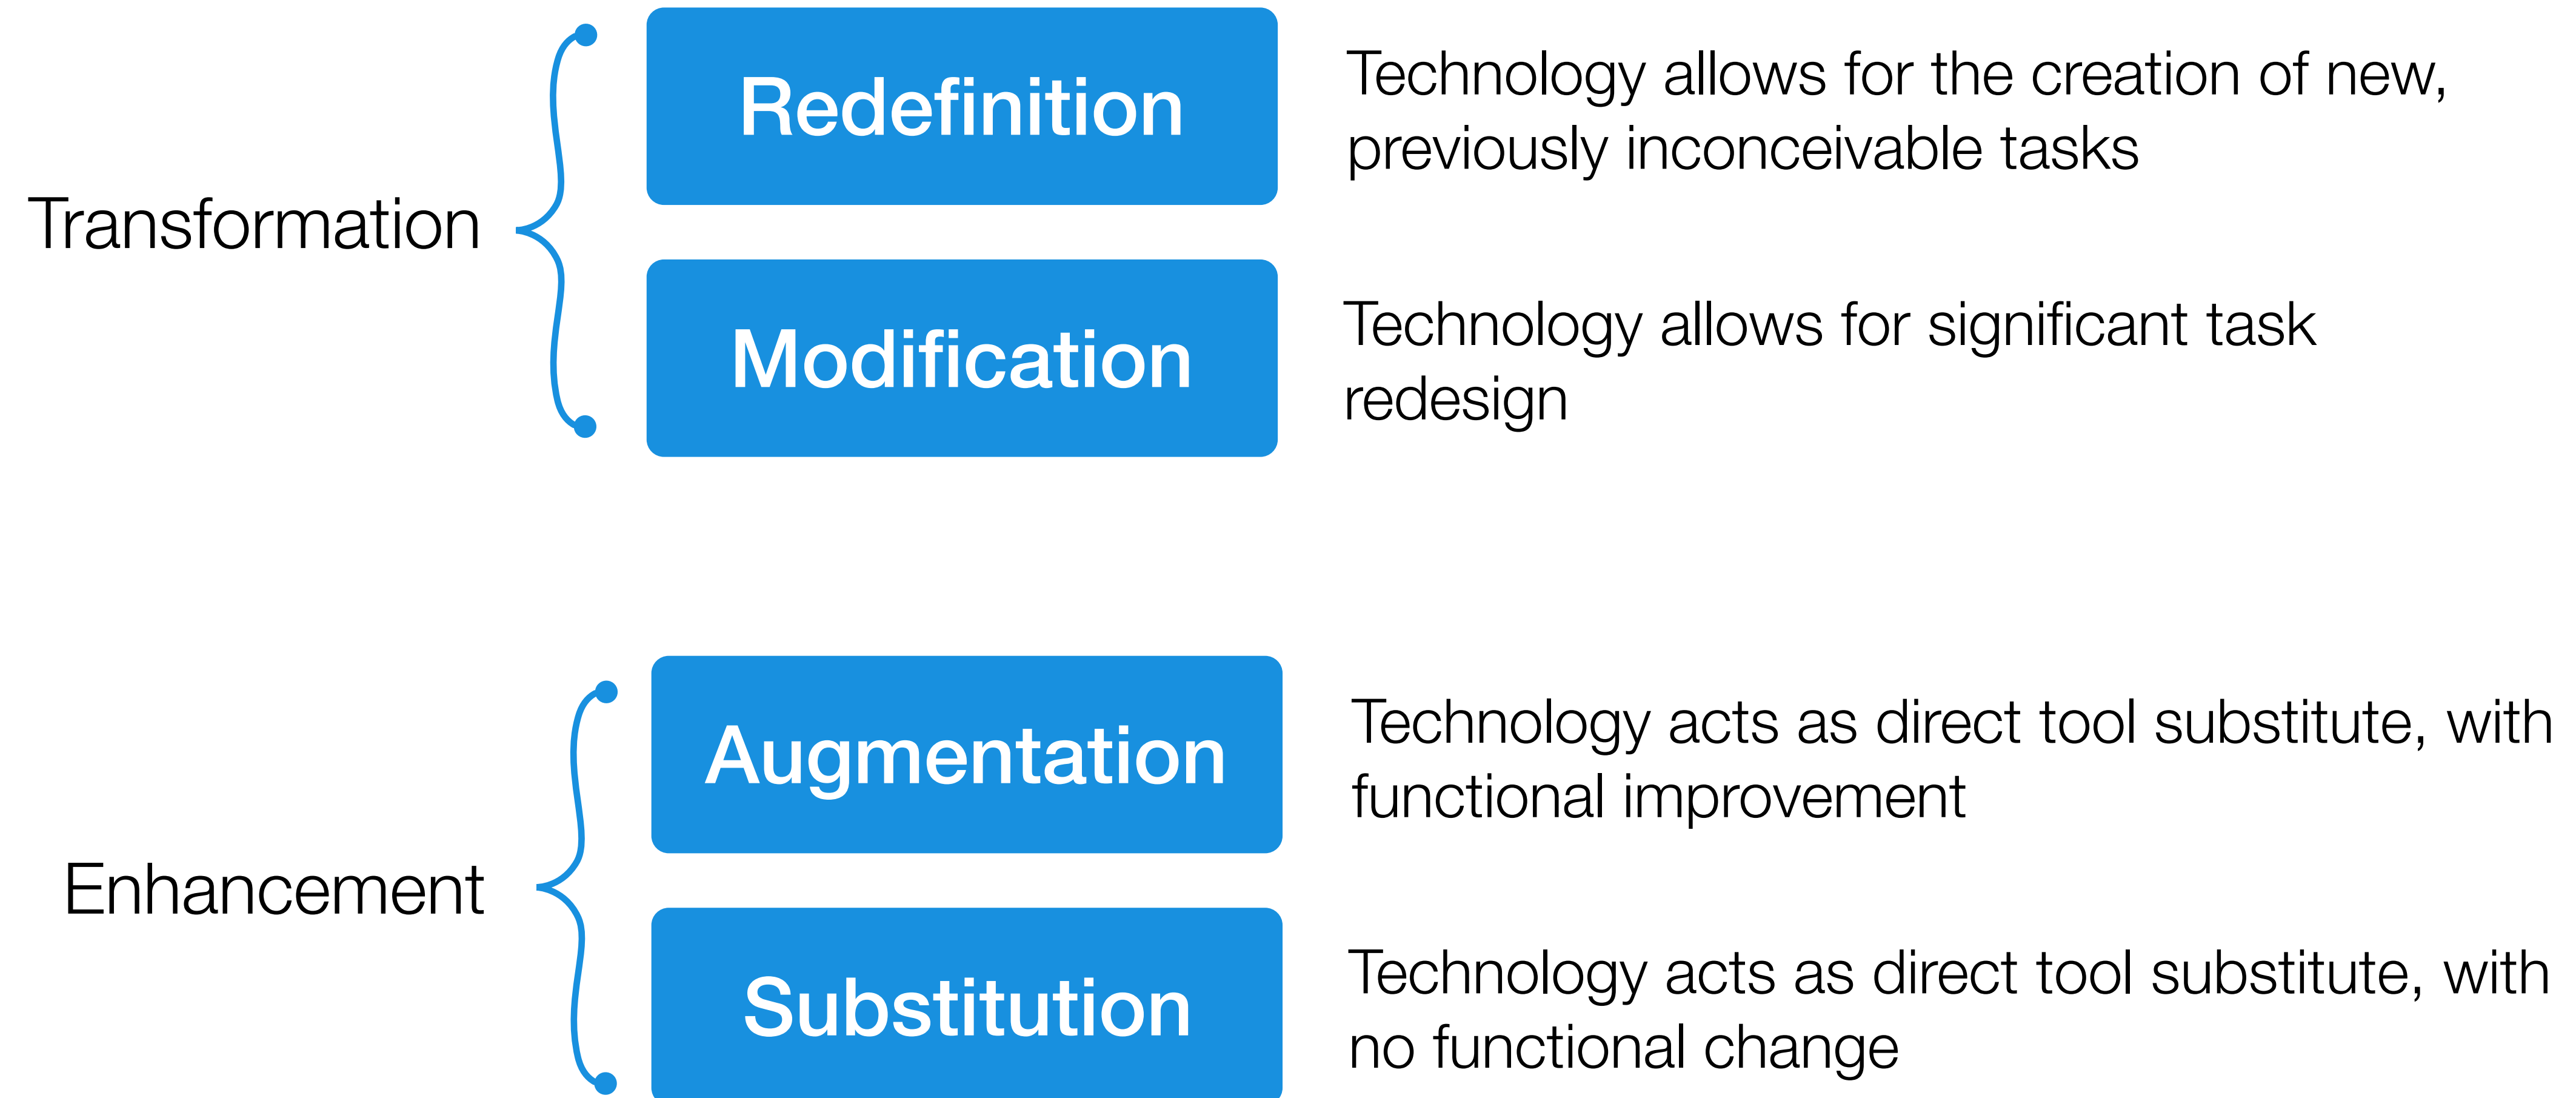 Transformation
Redefinition
Technology allows for the creation of new,
previously inconceivable tasks
Modification
Technology allows for significant task
redesign
Enhancement
Augmentation
Technology acts as direct tool substitute, with
functional improvement
Substitution
Technology acts as direct tool substitute, with
no functional change